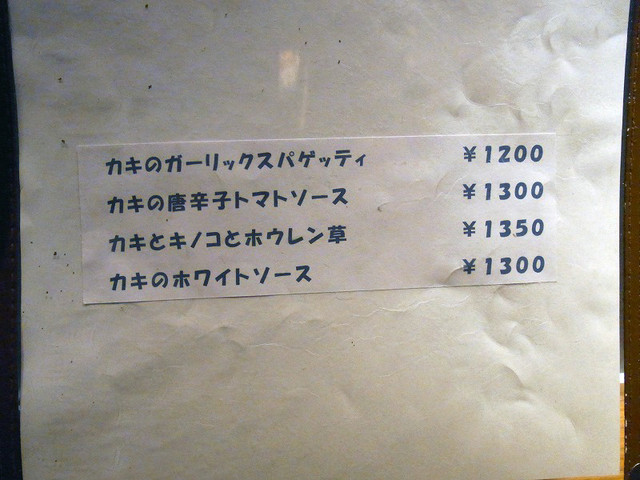 カキのガーリックスパゲッティ ¥1200
カキの唐辛子トマトソース ¥1300
カキとキノコとホウレン草 ¥1350
カキのホワイトソース ¥1300